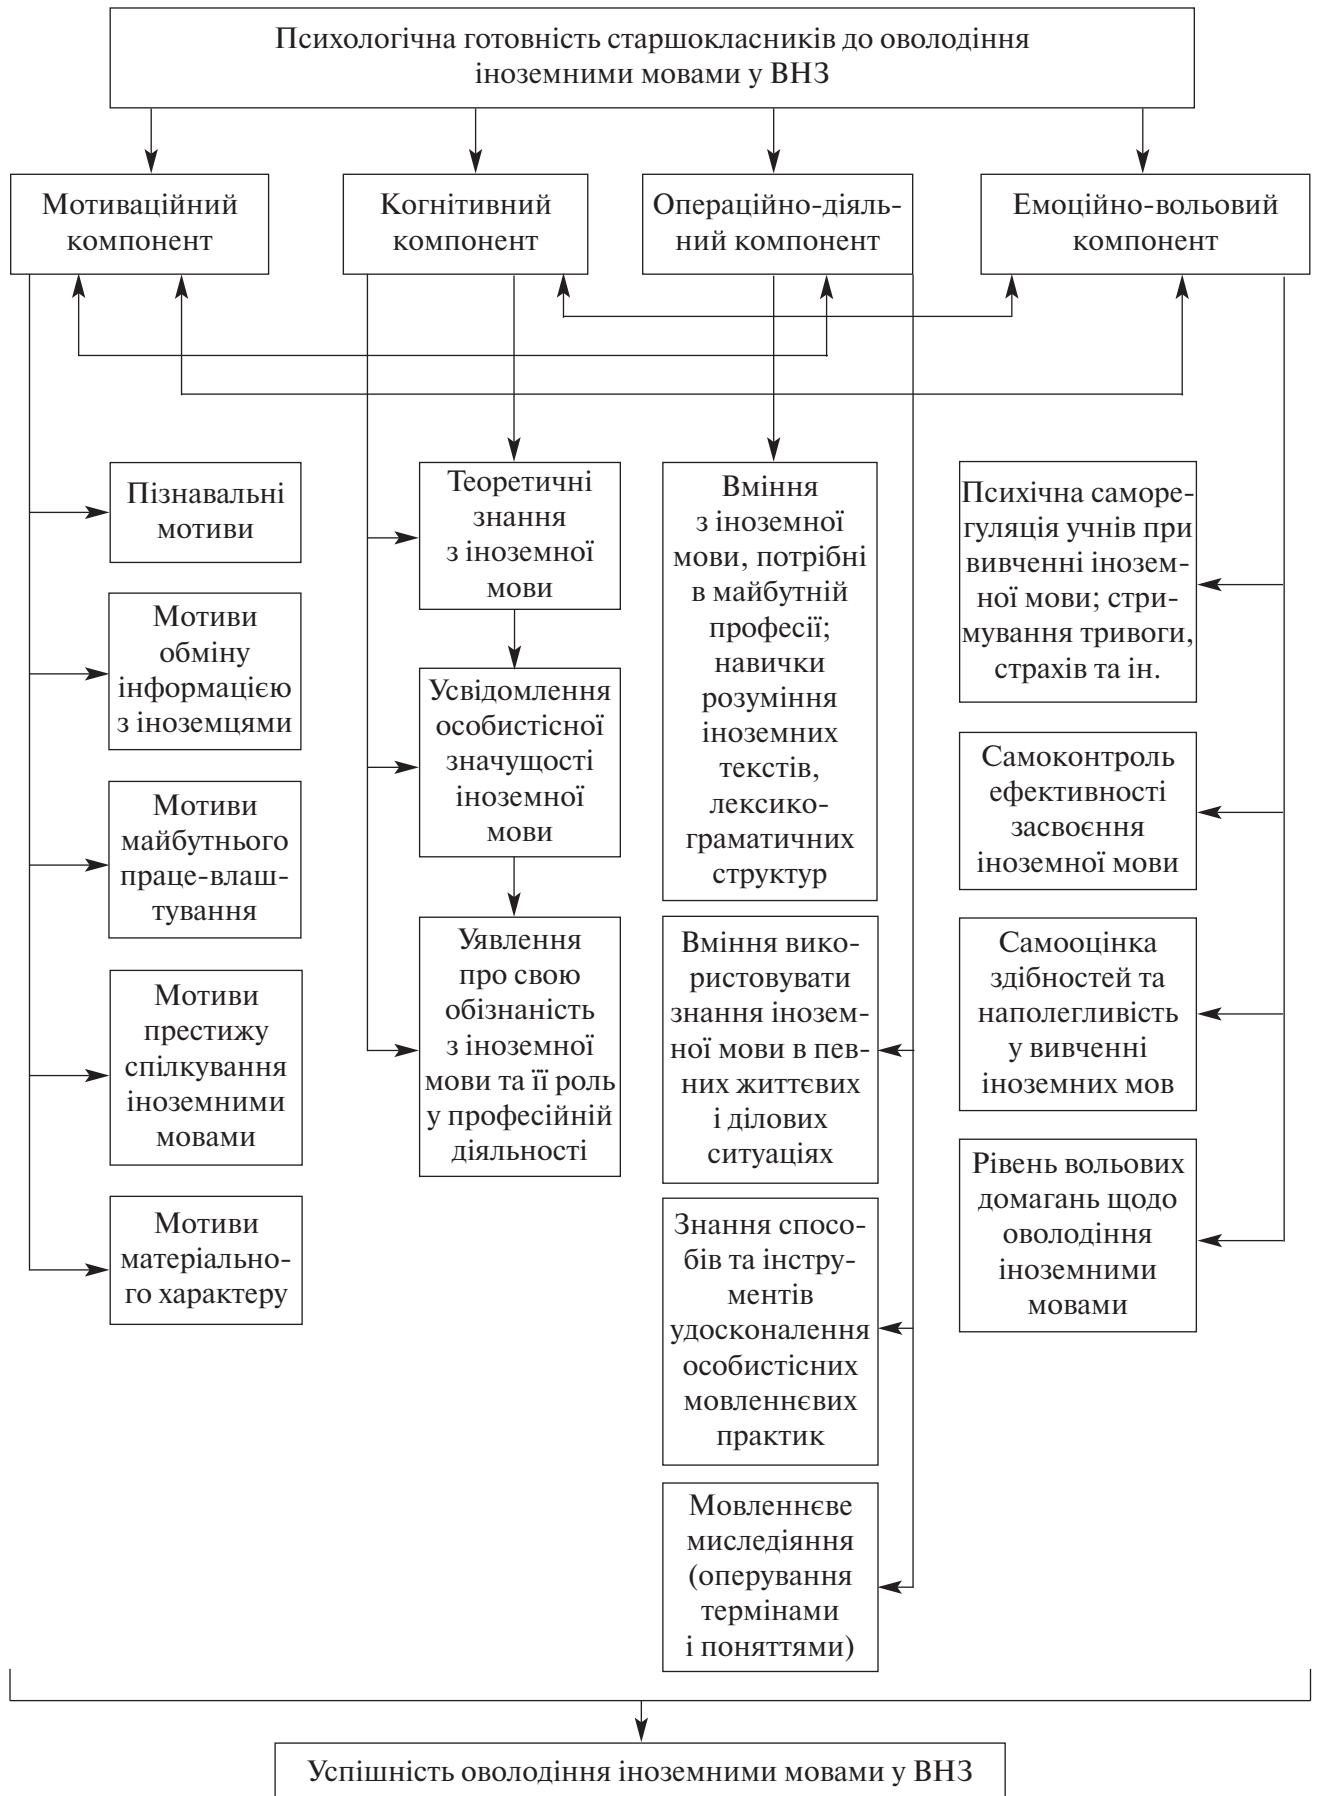 Психологічна готовність старшокласників до оволодіння
іноземними мовами у ВНЗ
Мотиваційний
компонент
Когнітивний
компонент
Операційно-діяль-
ний компонент
Емоційно-вольовий
компонент
Пізнавальні
мотиви
Мотиви
обміну
інформацією
з іноземцями
Мотиви
майбутнього
праце-влаш-
тування
Мотиви
престижу
спілкування
іноземними
мовами
Мотиви
матеріально-
го характеру
Теоретичні
знання
з іноземної
мови
Усвідомлення
особистісної
значущості
іноземної
мови
Уявлення
про свою
обізнаність
з іноземної
мови та її роль
у професійній
діяльності
Вміння
з іноземної
мови, потрібні
в майбутній
професії;
навички
розуміння
іноземних
текстів,
лексико-
граматичних
структур
Вміння вико-
ристовувати
знання інозем-
ної мови в пев-
них життєвих
і ділових
ситуаціях
Знання спосо-
бів та інстру-
ментів
удосконалення
особистісних
мовленнєвих
практик
Мовленнєве
миследіяння
(оперування
термінами
і поняттями)
Психічна саморе-
гуляція учнів при
вивченні інозем-
ної мови; стри-
мування тривоги,
страхів та ін.
Самоконтроль
ефективності
засвоєння
іноземної мови
Самооцінка
здібностей та
наполегливість
у вивченні
іноземних мов
Рівень вольових
домагань щодо
оволодіння
іноземними
мовами
Успішність оволодіння іноземними мовами у ВНЗ